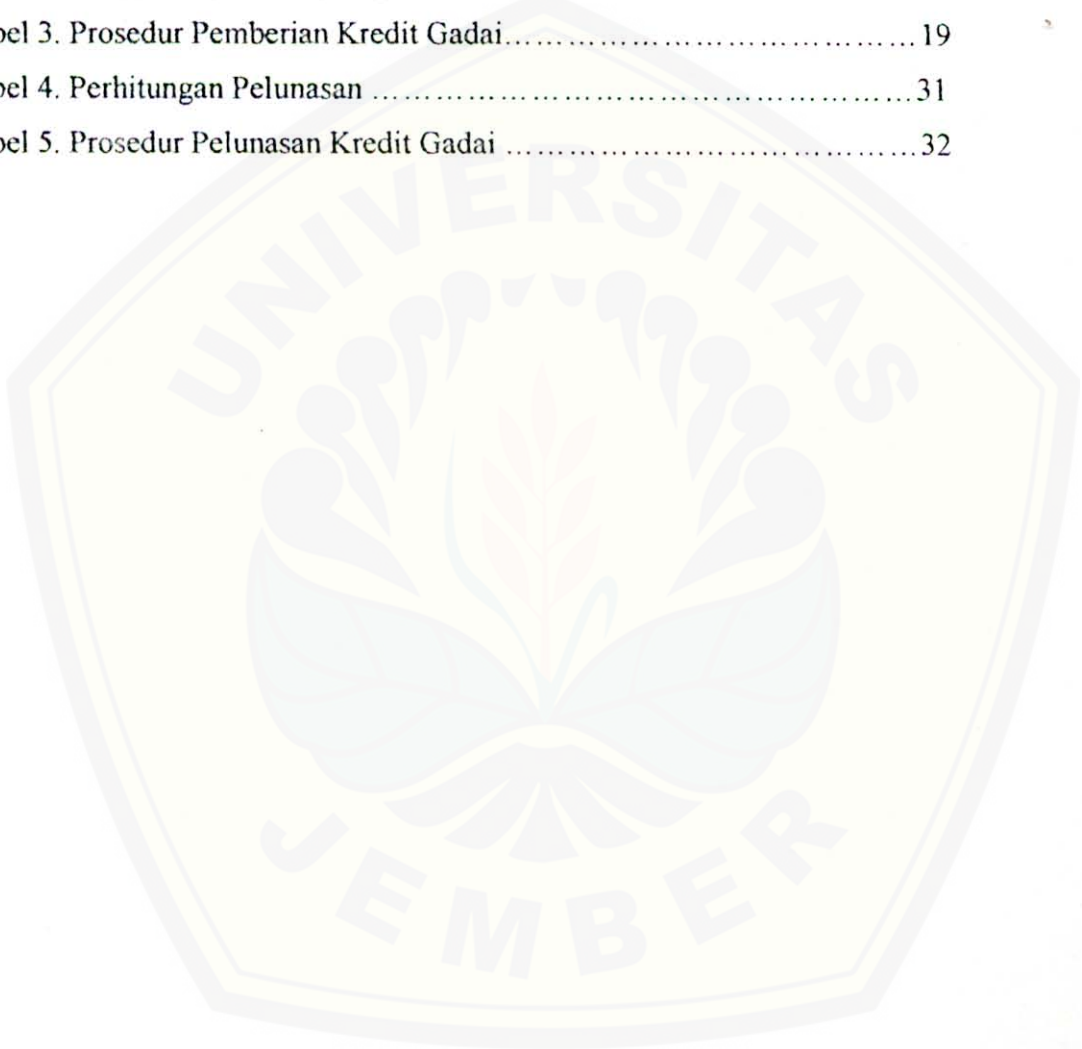 bel 3. Prosedur Pemberian Kredit Gadai........................................19
bel 4. Perhitungan Pelunasan ....................................................31
bel 5. Prosedur Pelunasan Kredit Gadai .......................................32
UNIVERSITAS
JEMBER